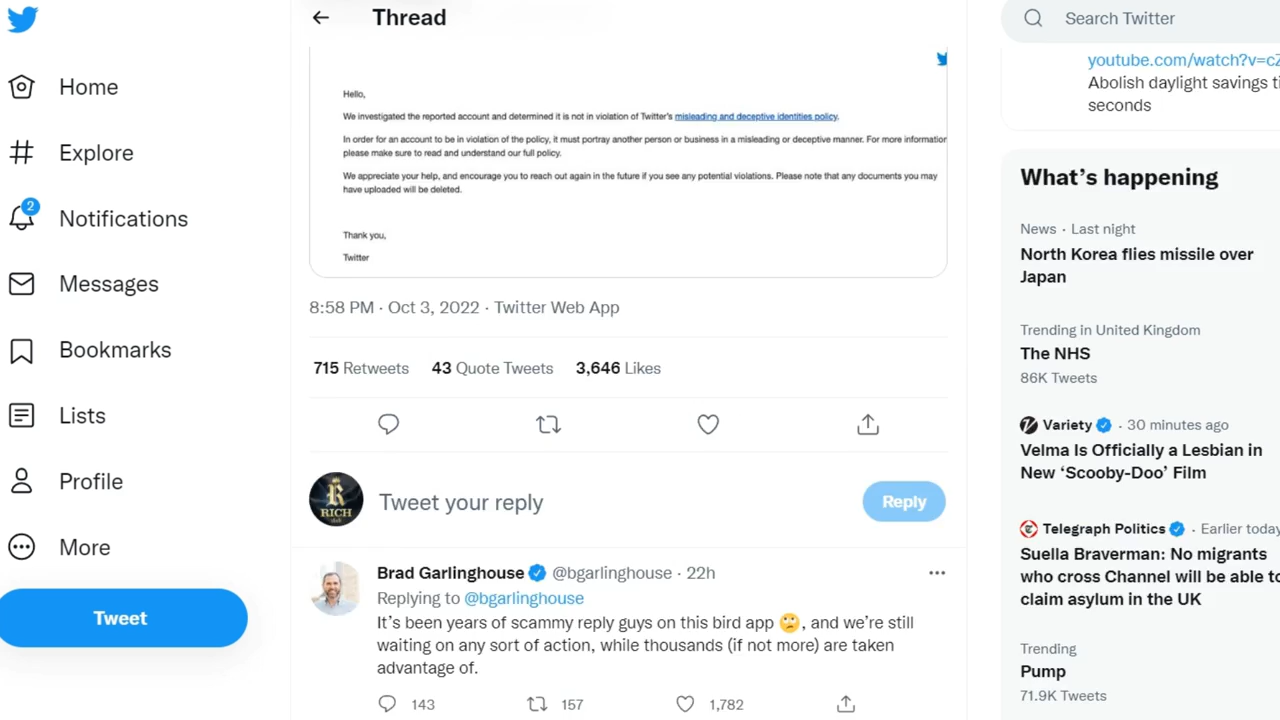 Thread
Search Twitter
Home
Explore
2
Notifications
Messages
Bookmarks
Lists
Profile
More
Tweet
Hello,
We investigated the reported account and determined it is not in violation of Twitter's misleading and deceptive identities policy.
In order for an account to be in violation of the policy, it must portray another person or business in a misleading or deceptive manner. For more information
please make sure to read and understand our full policy.
We appreciate your help, and encourage you to reach out again in the future if you see any potential violations. Please note that any documents you may
have uploaded will be deleted.
Thank you,
Twitter
8:58 PM · Oct 3, 2022 · Twitter Web App
715 Retweets 43 Quote Tweets 3,646 Likes
R
RICH
Tweet your reply
Reply
Brad Garlinghouse @bgarlinghouse · 22h
Replying to @bgarlinghouse
It's been years of scammy reply guys on this bird app 🙄, and we're still
waiting on any sort of action, while thousands (if not more) are taken
advantage of.
143 157 1,782
youtube.com/watch?v=cZ
Abolish daylight savings ti
seconds
What's happening
News · Last night
North Korea flies missile over
Japan
Trending in United Kingdom
The NHS
86K Tweets
Variety · 30 minutes ago
Velma Is Officially a Lesbian in
New 'Scooby-Doo' Film
Telegraph Politics · Earlier today
Suella Braverman: No migrants
who cross Channel will be able to
claim asylum in the UK
Trending
Pump
71.9K Tweets